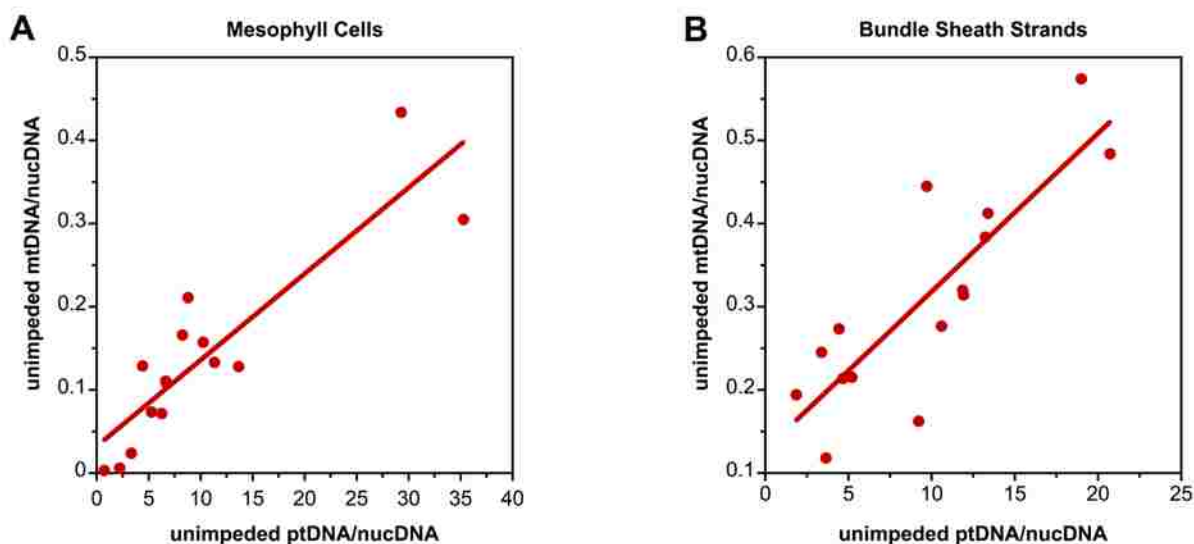 A
Mesophyll Cells
0.5
0.4
0.3
0.2
0.1
0
unimpeded mtDNA/nucDNA
0 5 10 15 20 25 30 35 40
unimpeded ptDNA/nucDNA
B
Bundle Sheath Strands
0.6
0.5
0.4
0.3
0.2
0.1
unimpeded mtDNA/nucDNA
0 5 10 15 20 25
unimpeded ptDNA/nucDNA